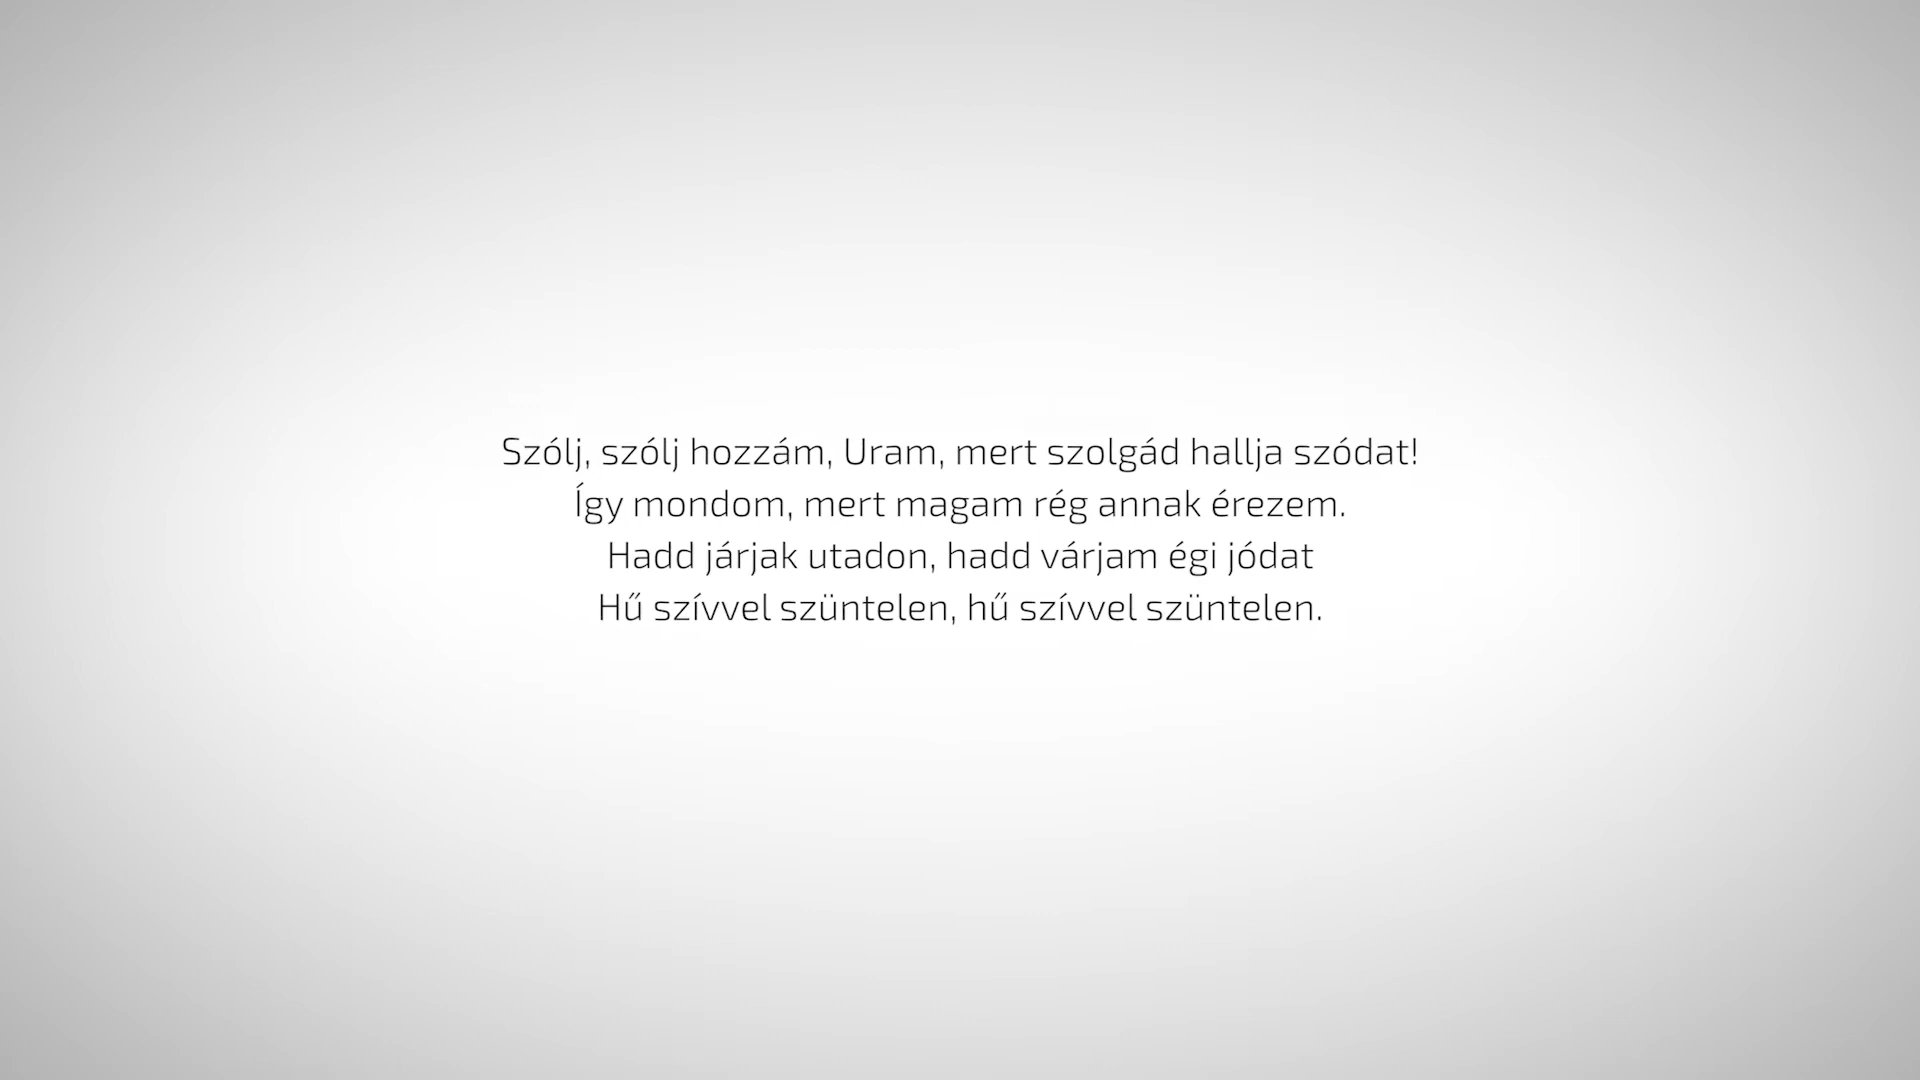 Szólj, szólj hozzám, Uram, mert szolgád hallja szódat!
Így mondom, mert magam rég annak érezem.
Hadd járjak utadon, hadd várjam égi jódat
Hű szívvel szüntelen, hű szívvel szüntelen.